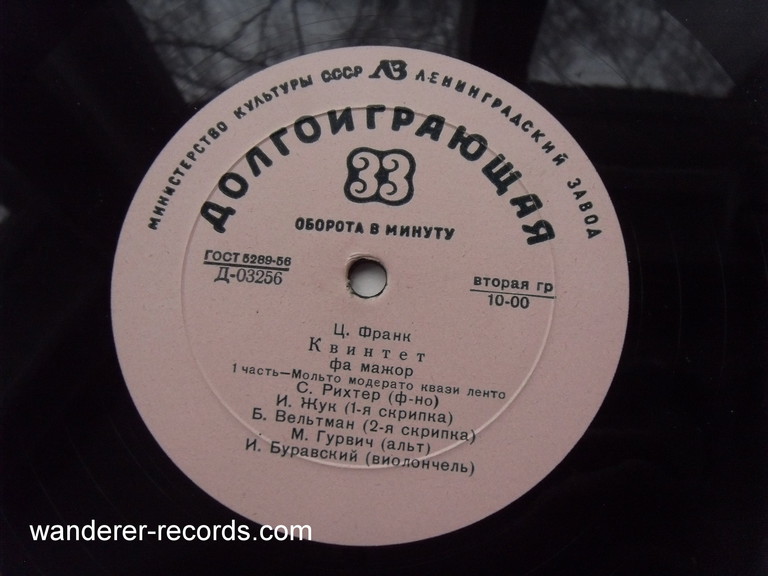 МИНИСТЕРСТВО КУЛЬТУРЫ СССР ЛЗ ЛЕНИНГРАДСКИЙ ЗАВОД
ДОЛГОИГРАЮЩАЯ
33
ОБОРОТА В МИНУТУ
ГОСТ 5289-56
Д-03256
вторая гр
10-00
Ц. Франк
Квинтет
фа мажор
1 часть—Мольто модерато квази ленто
С. Рихтер (ф-но)
И. Жук (1-я скрипка)
Б. Вельтман (2-я скрипка)
М. Гурвич (альт)
И. Буравский (виолончель)
wanderer-records.com